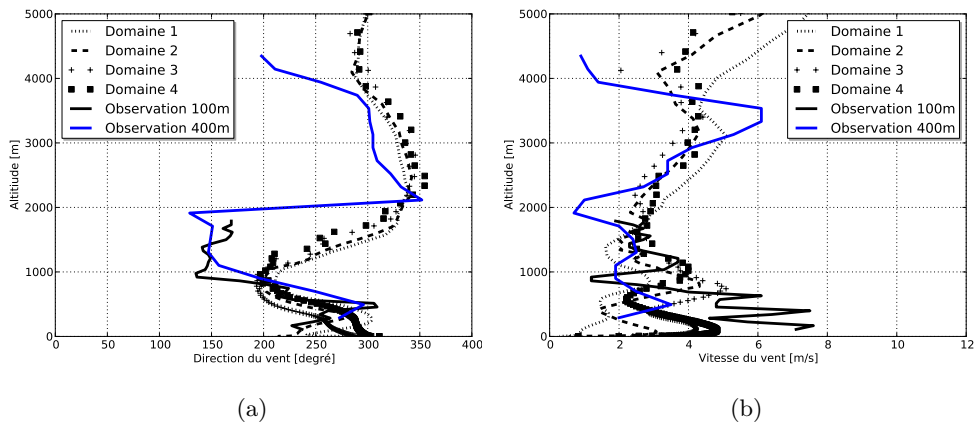 5000
4000
3000
2000
1000
0
Altitiude [m]
Domaine 1
Domaine 2
Domaine 3
Domaine 4
Observation 100m
Observation 400m
0 50 100 150 200 250 300 350 400
Direction du vent [degré]
(a)
5000
4000
3000
2000
1000
0
Altitiude [m]
Domaine 1
Domaine 2
Domaine 3
Domaine 4
Observation 100m
Observation 400m
0 2 4 6 8 10 12
Vitesse du vent [m/s]
(b)